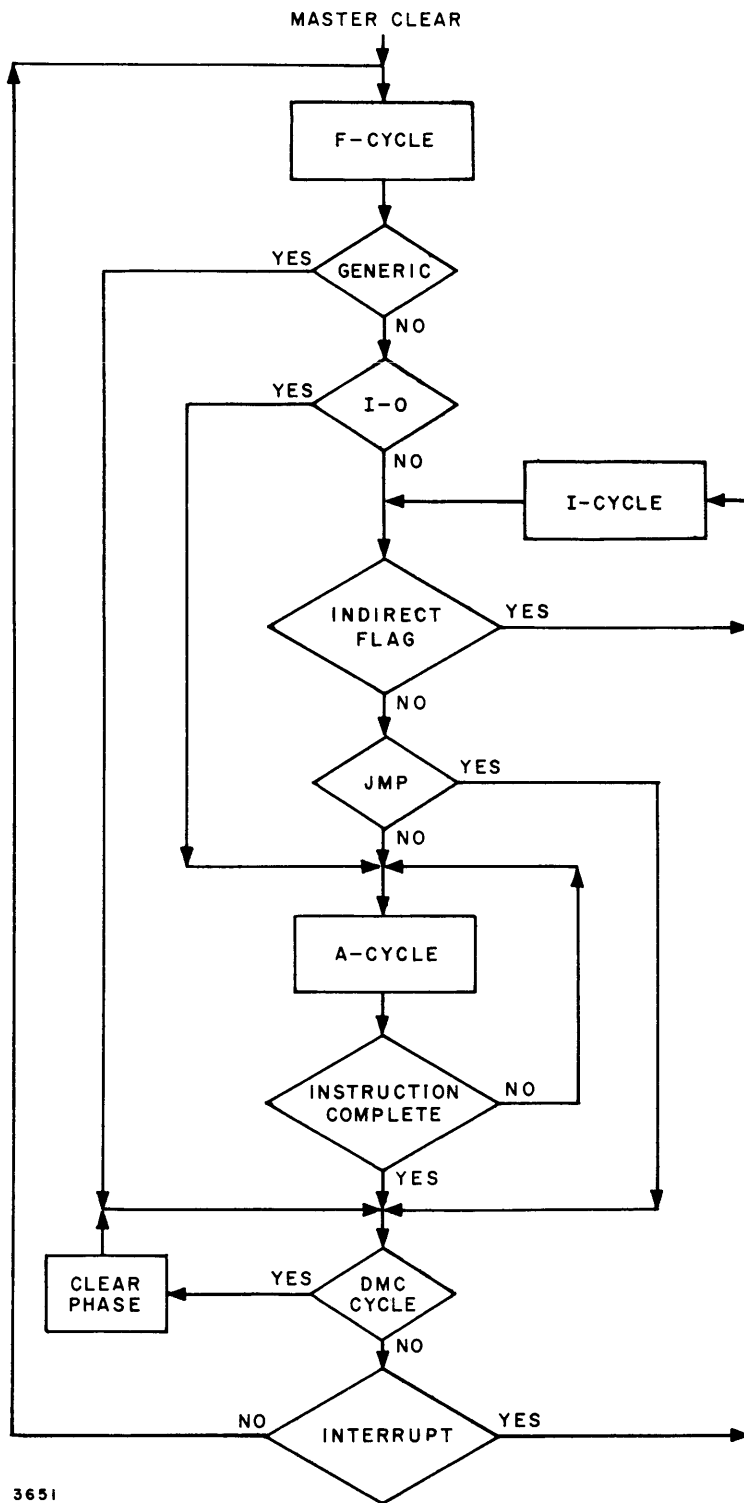 MASTER CLEAR
F-CYCLE
YES
GENERIC
NO
YES
I-O
NO
I-CYCLE
INDIRECT
FLAG
YES
NO
JMP
YES
NO
A-CYCLE
INSTRUCTION
COMPLETE
NO
YES
CLEAR
PHASE
YES
DMC
CYCLE
NO
NO
INTERRUPT
YES
3651